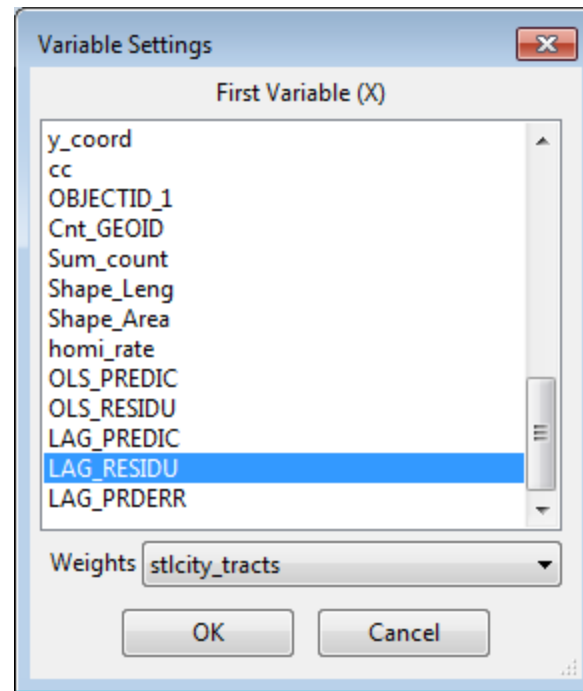 Variable Settings
First Variable (X)
y_coord
cc
OBJECTID_1
Cnt_GEOID
Sum_count
Shape_Leng
Shape_Area
homi_rate
OLS_PREDIC
OLS_RESIDU
LAG_PREDIC
LAG_RESIDU
LAG_PRDERR
Weights stlcity_tracts
OK Cancel